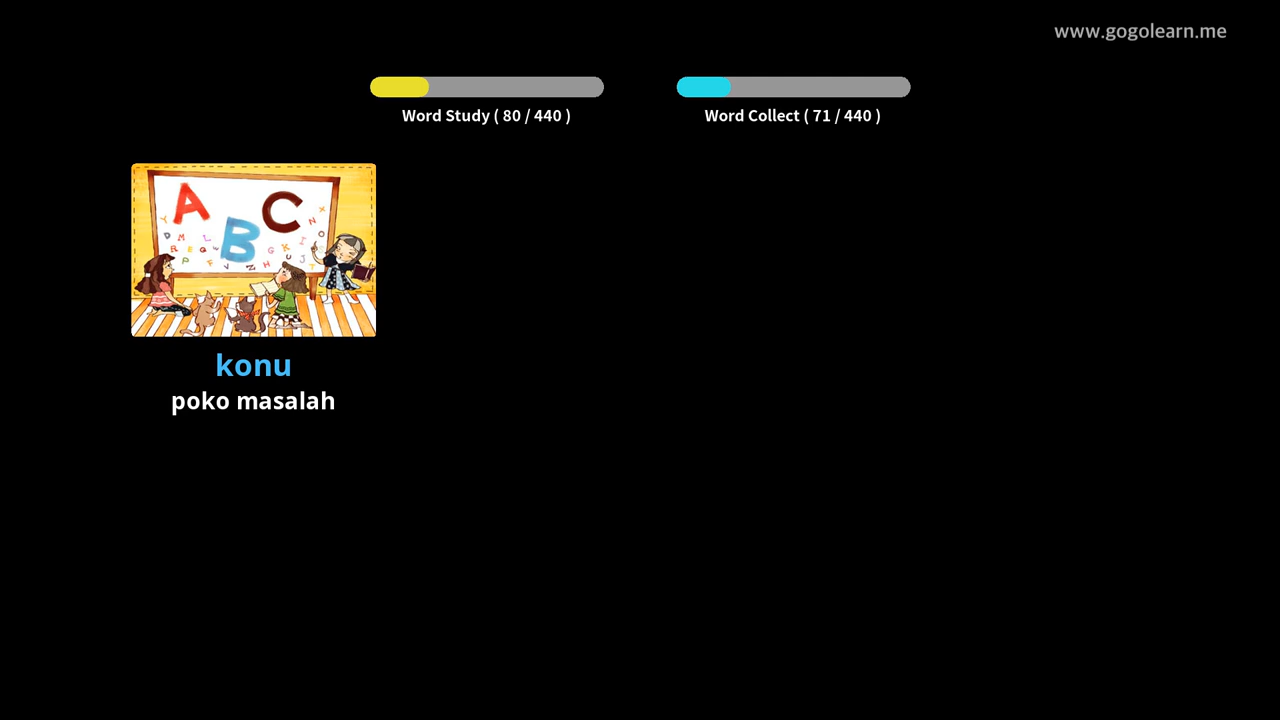 www.gogolearn.me
Word Study ( 80 / 440 )
Word Collect ( 71 / 440 )
A B C
konu
poko masalah